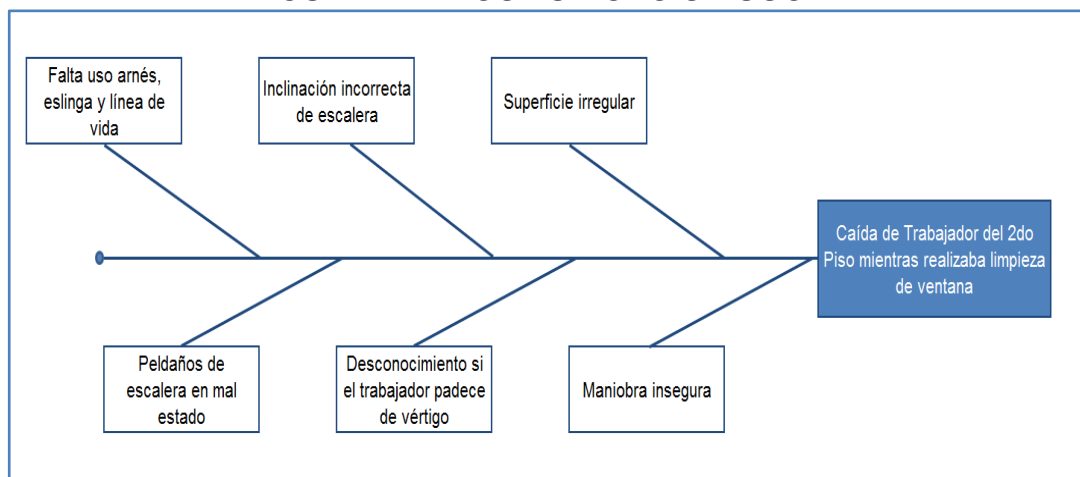 Falta uso arnés,
eslinga y línea de
vida
Inclinación incorrecta
de escalera
Superficie irregular
Caída de Trabajador del 2do
Piso mientras realizaba limpieza
de ventana
Peldaños de
escalera en mal
estado
Desconocimiento si
el trabajador padece
de vértigo
Maniobra insegura